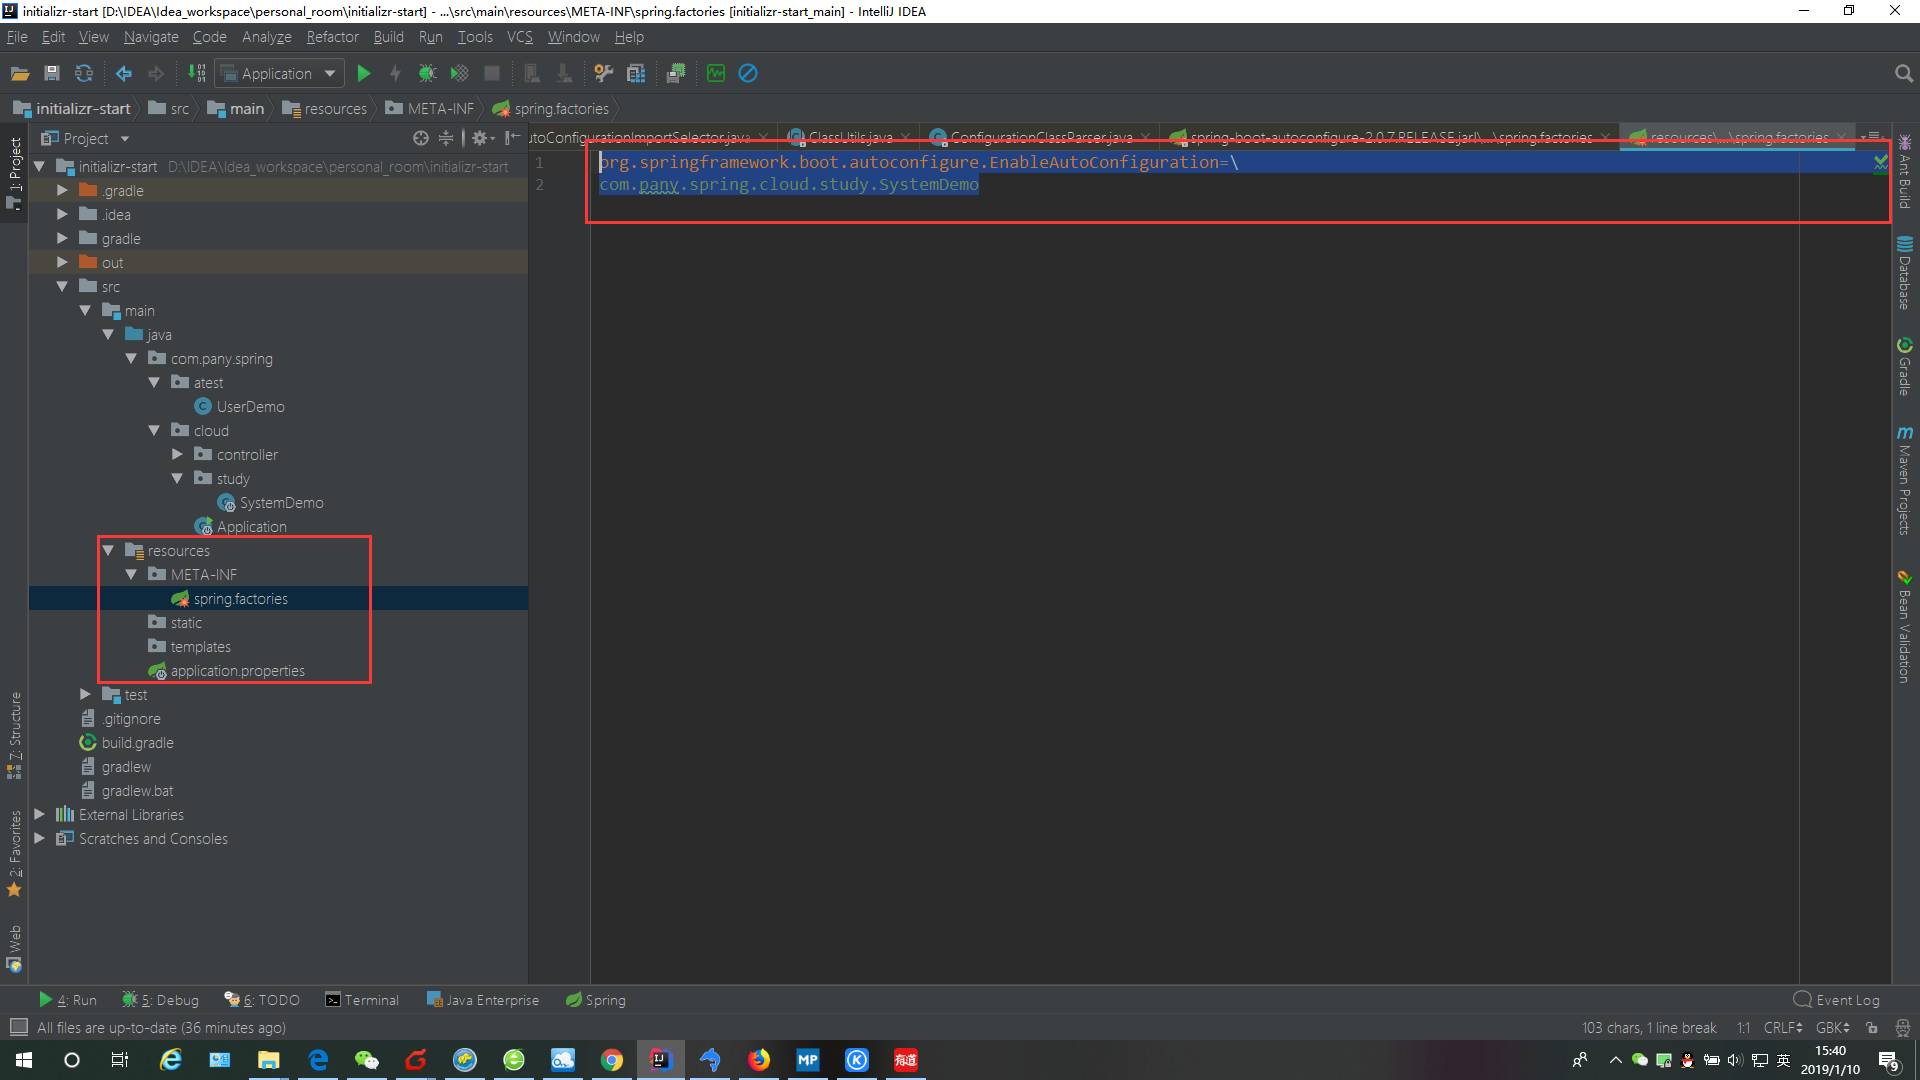 initializr-start [D:\IDEA\Idea_workspace\personal_room\initializr-start] - ...\src\main\resources\META-INF\spring.factories [initializr-start_main] - IntelliJ IDEA
File Edit View Navigate Code Analyze Refactor Build Run Tools VCS Window Help
Application
initializr-start src main resources META-INF spring.factories
Project
utoConfigurationImportSelector.java ClassUtils.java ConfigurationClassParser.java spring-boot-autoconfigure-2.0.7.RELEASE.jar!\...\spring.factories resources\...\spring.factories
1 org.springframework.boot.autoconfigure.EnableAutoConfiguration=\
2 com.pany.spring.cloud.study.SystemDemo
initializr-start D:\IDEA\Idea_workspace\personal_room\initializr-start
.gradle
.idea
gradle
out
src
main
java
com.pany.spring
atest
UserDemo
cloud
controller
study
SystemDemo
Application
resources
META-INF
spring.factories
static
templates
application.properties
test
.gitignore
build.gradle
gradlew
gradlew.bat
External Libraries
Scratches and Consoles
1: Project
7: Structure
2: Favorites
Web
Ant Build
Database
Gradle
Maven Projects
Bean Validation
4: Run 5: Debug 6: TODO Terminal Java Enterprise Spring Event Log
All files are up-to-date (36 minutes ago) 103 chars, 1 line break 1:1 CRLF GBK
MP K 有道 英
15:40
2019/1/10
9